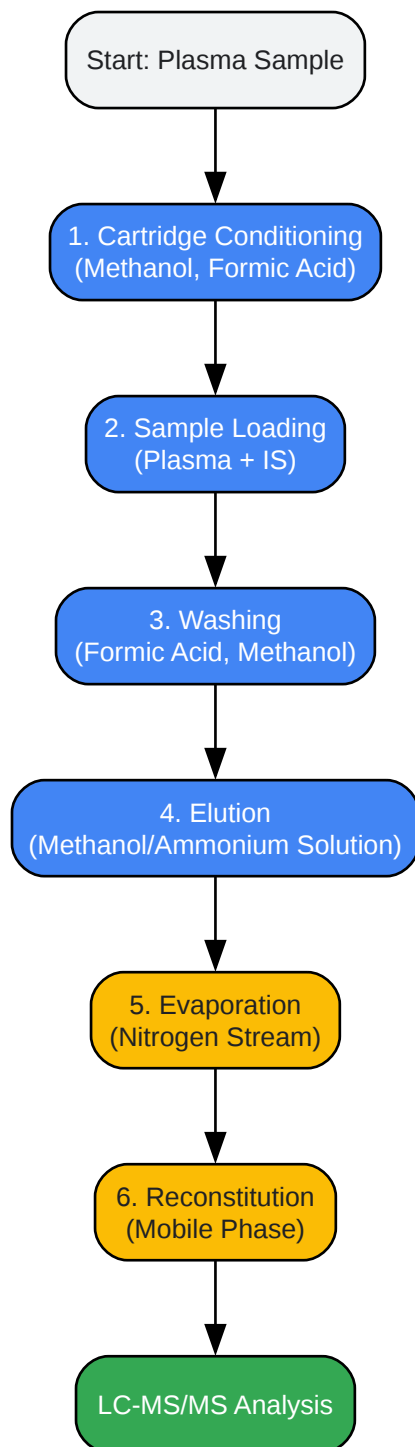 Start: Plasma Sample
1. Cartridge Conditioning
(Methanol, Formic Acid)
2. Sample Loading
(Plasma + IS)
3. Washing
(Formic Acid, Methanol)
4. Elution
(Methanol/Ammonium Solution)
5. Evaporation
(Nitrogen Stream)
6. Reconstitution
(Mobile Phase)
LC-MS/MS Analysis